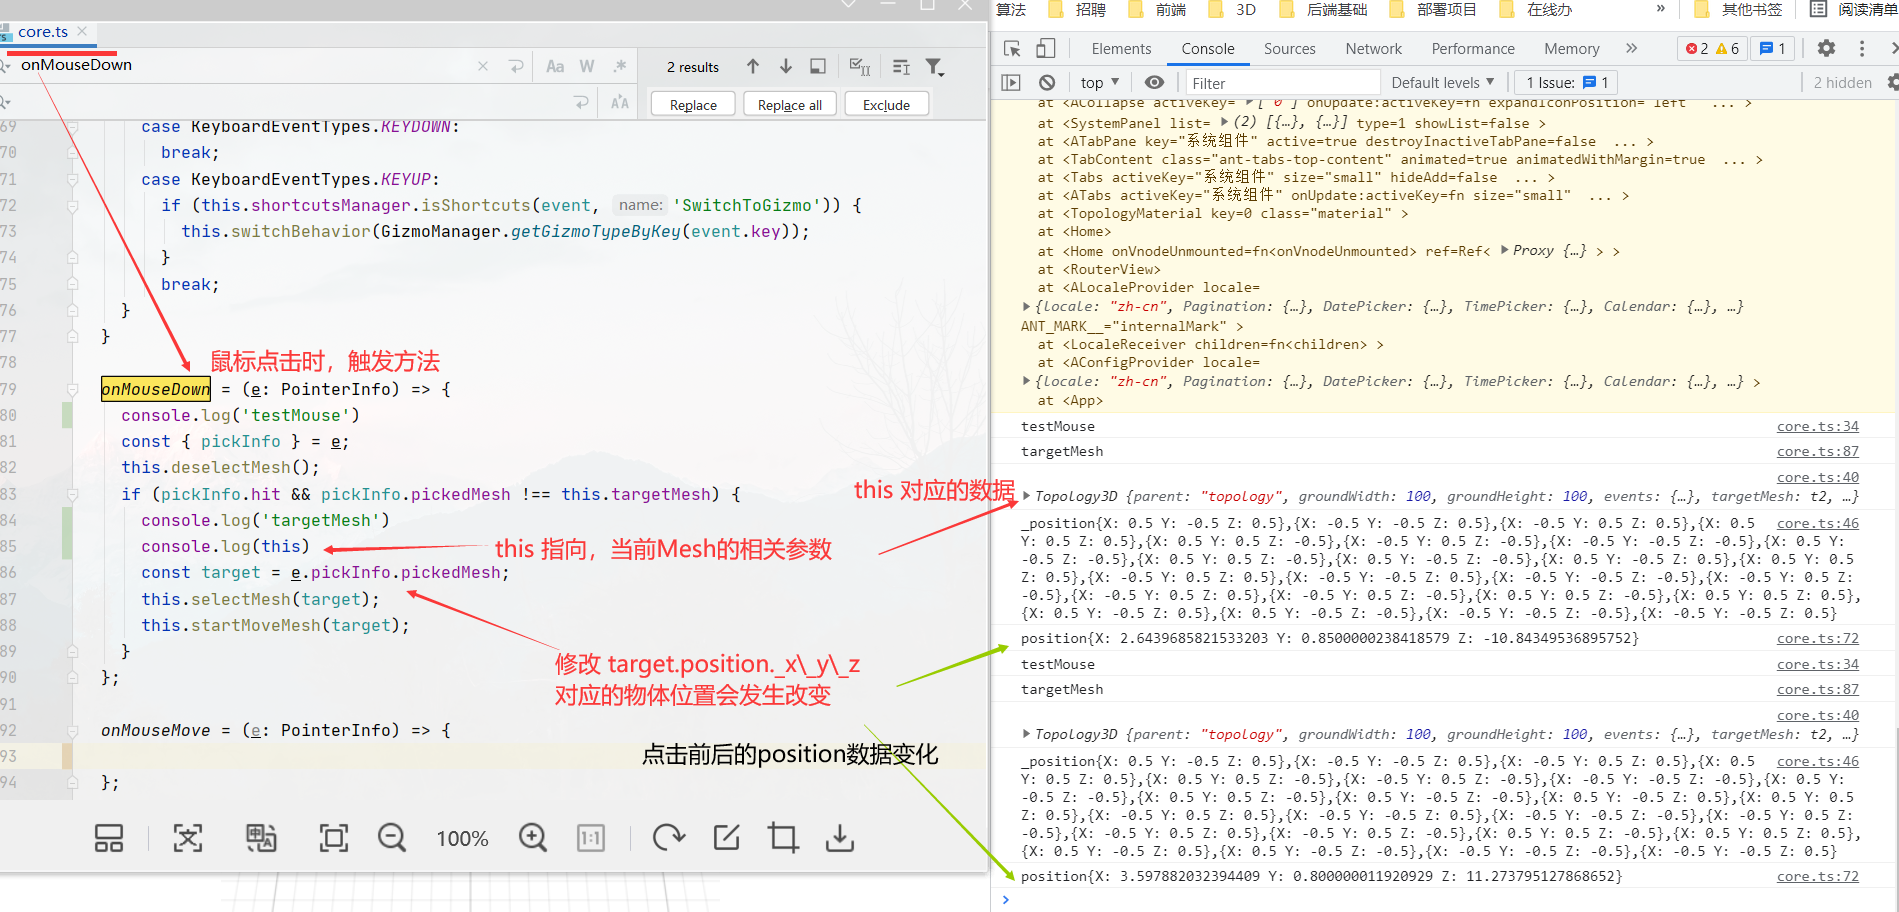 core.ts
onMouseDown
Aa W .*
2 results
Replace Replace all Exclude
69 case KeyboardEventTypes.KEYDOWN:
70 break;
71 case KeyboardEventTypes.KEYUP:
72 if (this.shortcutsManager.isShortcuts(event, name: 'SwitchToGizmo')) {
73 this.switchBehavior(GizmoManager.getGizmoTypeByKey(event.key));
74 }
75 break;
76 }
77 }
78
鼠标点击时，触发方法
79 onMouseDown = (e: PointerInfo) => {
80 console.log('testMouse')
81 const { pickInfo } = e;
82 this.deselectMesh();
83 if (pickInfo.hit && pickInfo.pickedMesh !== this.targetMesh) {
84 console.log('targetMesh')
85 console.log(this)
this 指向，当前Mesh的相关参数
86 const target = e.pickInfo.pickedMesh;
87 this.selectMesh(target);
88 this.startMoveMesh(target);
89 }
90 };
修改 target.position._x\_y\_z
对应的物体位置会发生改变
91
92 onMouseMove = (e: PointerInfo) => {
93
点击前后的position数据变化
94 };
100%
1:1
this 对应的数据
算法 招聘 前端 3D 后端基础 部署项目 在线办 » 其他书签 阅读清单
Elements Console Sources Network Performance Memory » 2 6 1
top Filter Default levels 1 Issue: 1 2 hidden
at <ACollapse activeKey= ['0'] onUpdate:activeKey=fn expandIconPosition="left" ... >
at <SystemPanel list= (2) [{…}, {…}] type=1 showList=false >
at <ATabPane key="系统组件" active=true destroyInactiveTabPane=false ... >
at <TabContent class="ant-tabs-top-content" animated=true animatedWithMargin=true ... >
at <Tabs activeKey="系统组件" size="small" hideAdd=false ... >
at <ATabs activeKey="系统组件" onUpdate:activeKey=fn size="small" ... >
at <TopologyMaterial key=0 class="material" >
at <Home>
at <Home onVnodeUnmounted=fn<onVnodeUnmounted> ref=Ref< Proxy {…} > >
at <RouterView>
at <ALocaleProvider locale=
{locale: "zh-cn", Pagination: {…}, DatePicker: {…}, TimePicker: {…}, Calendar: {…}, …}
ANT_MARK__="internalMark" >
at <LocaleReceiver children=fn<children> >
at <AConfigProvider locale=
{locale: "zh-cn", Pagination: {…}, DatePicker: {…}, TimePicker: {…}, Calendar: {…}, …} >
at <App>
testMouse core.ts:34
targetMesh core.ts:87
core.ts:40
Topology3D {parent: "topology", groundWidth: 100, groundHeight: 100, events: {…}, targetMesh: t2, …}
_position{X: 0.5 Y: -0.5 Z: 0.5},{X: -0.5 Y: -0.5 Z: 0.5},{X: -0.5 Y: 0.5 Z: 0.5},{X: 0.5 core.ts:46
Y: 0.5 Z: 0.5},{X: 0.5 Y: 0.5 Z: -0.5},{X: -0.5 Y: 0.5 Z: -0.5},{X: -0.5 Y: -0.5 Z: -0.5},{X: 0.5 Y:
-0.5 Z: -0.5},{X: 0.5 Y: 0.5 Z: -0.5},{X: 0.5 Y: -0.5 Z: -0.5},{X: 0.5 Y: -0.5 Z: 0.5},{X: 0.5 Y: 0.5
Z: 0.5},{X: -0.5 Y: 0.5 Z: 0.5},{X: -0.5 Y: -0.5 Z: 0.5},{X: -0.5 Y: -0.5 Z: -0.5},{X: -0.5 Y: 0.5 Z:
-0.5},{X: -0.5 Y: 0.5 Z: 0.5},{X: -0.5 Y: 0.5 Z: -0.5},{X: 0.5 Y: 0.5 Z: -0.5},{X: 0.5 Y: 0.5 Z: 0.5},
{X: 0.5 Y: -0.5 Z: 0.5},{X: 0.5 Y: -0.5 Z: -0.5},{X: -0.5 Y: -0.5 Z: -0.5},{X: -0.5 Y: -0.5 Z: 0.5}
position{X: 2.6439685821533203 Y: 0.8500000238418579 Z: -10.84349536895752} core.ts:72
testMouse core.ts:34
targetMesh core.ts:87
core.ts:40
Topology3D {parent: "topology", groundWidth: 100, groundHeight: 100, events: {…}, targetMesh: t2, …}
_position{X: 0.5 Y: -0.5 Z: 0.5},{X: -0.5 Y: -0.5 Z: 0.5},{X: -0.5 Y: 0.5 Z: 0.5},{X: 0.5 core.ts:46
Y: 0.5 Z: 0.5},{X: 0.5 Y: 0.5 Z: -0.5},{X: -0.5 Y: 0.5 Z: -0.5},{X: -0.5 Y: -0.5 Z: -0.5},{X: 0.5 Y:
-0.5 Z: -0.5},{X: 0.5 Y: 0.5 Z: -0.5},{X: 0.5 Y: -0.5 Z: -0.5},{X: 0.5 Y: -0.5 Z: 0.5},{X: 0.5 Y: 0.5
Z: 0.5},{X: -0.5 Y: 0.5 Z: 0.5},{X: -0.5 Y: -0.5 Z: 0.5},{X: -0.5 Y: -0.5 Z: -0.5},{X: -0.5 Y: 0.5 Z:
-0.5},{X: -0.5 Y: 0.5 Z: 0.5},{X: -0.5 Y: 0.5 Z: -0.5},{X: 0.5 Y: 0.5 Z: -0.5},{X: 0.5 Y: 0.5 Z: 0.5},
{X: 0.5 Y: -0.5 Z: 0.5},{X: 0.5 Y: -0.5 Z: -0.5},{X: -0.5 Y: -0.5 Z: -0.5},{X: -0.5 Y: -0.5 Z: 0.5}
position{X: 3.597882032394409 Y: 0.800000011920929 Z: 11.273795127868652} core.ts:72